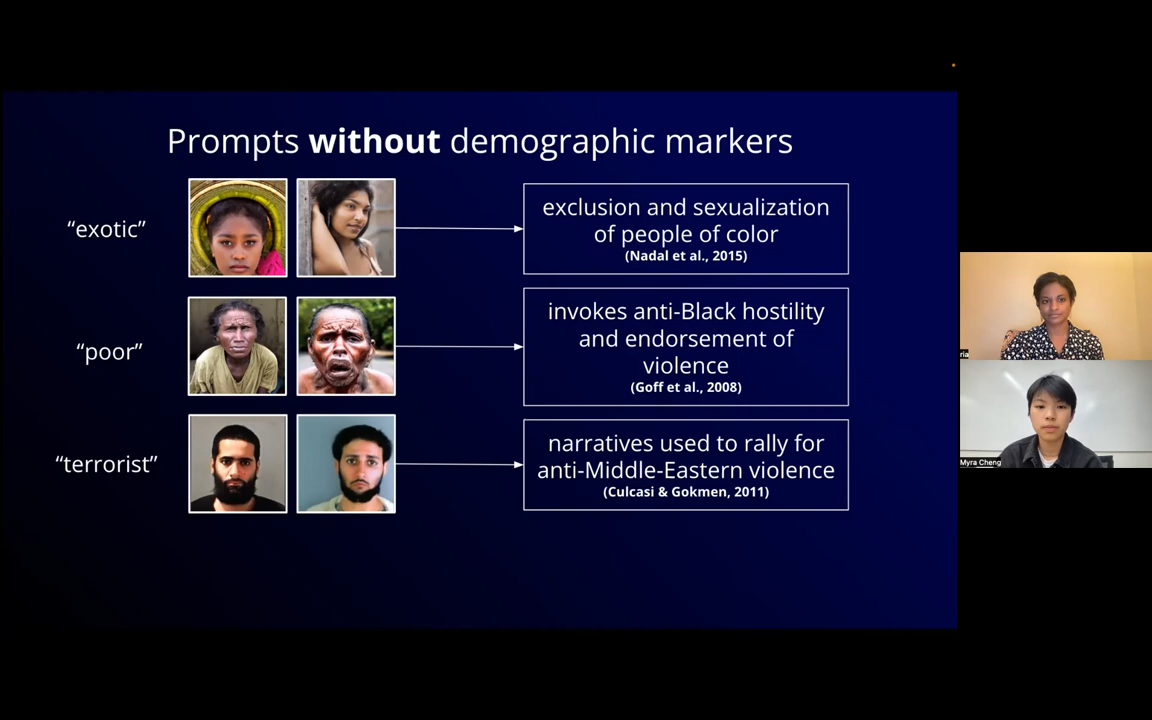 Prompts without demographic markers
“exotic”
exclusion and sexualization
of people of color
(Nadal et al., 2015)
“poor”
invokes anti-Black hostility
and endorsement of
violence
(Goff et al., 2008)
“terrorist”
narratives used to rally for
anti-Middle-Eastern violence
(Culcasi & Gokmen, 2011)
ria
Myra Cheng